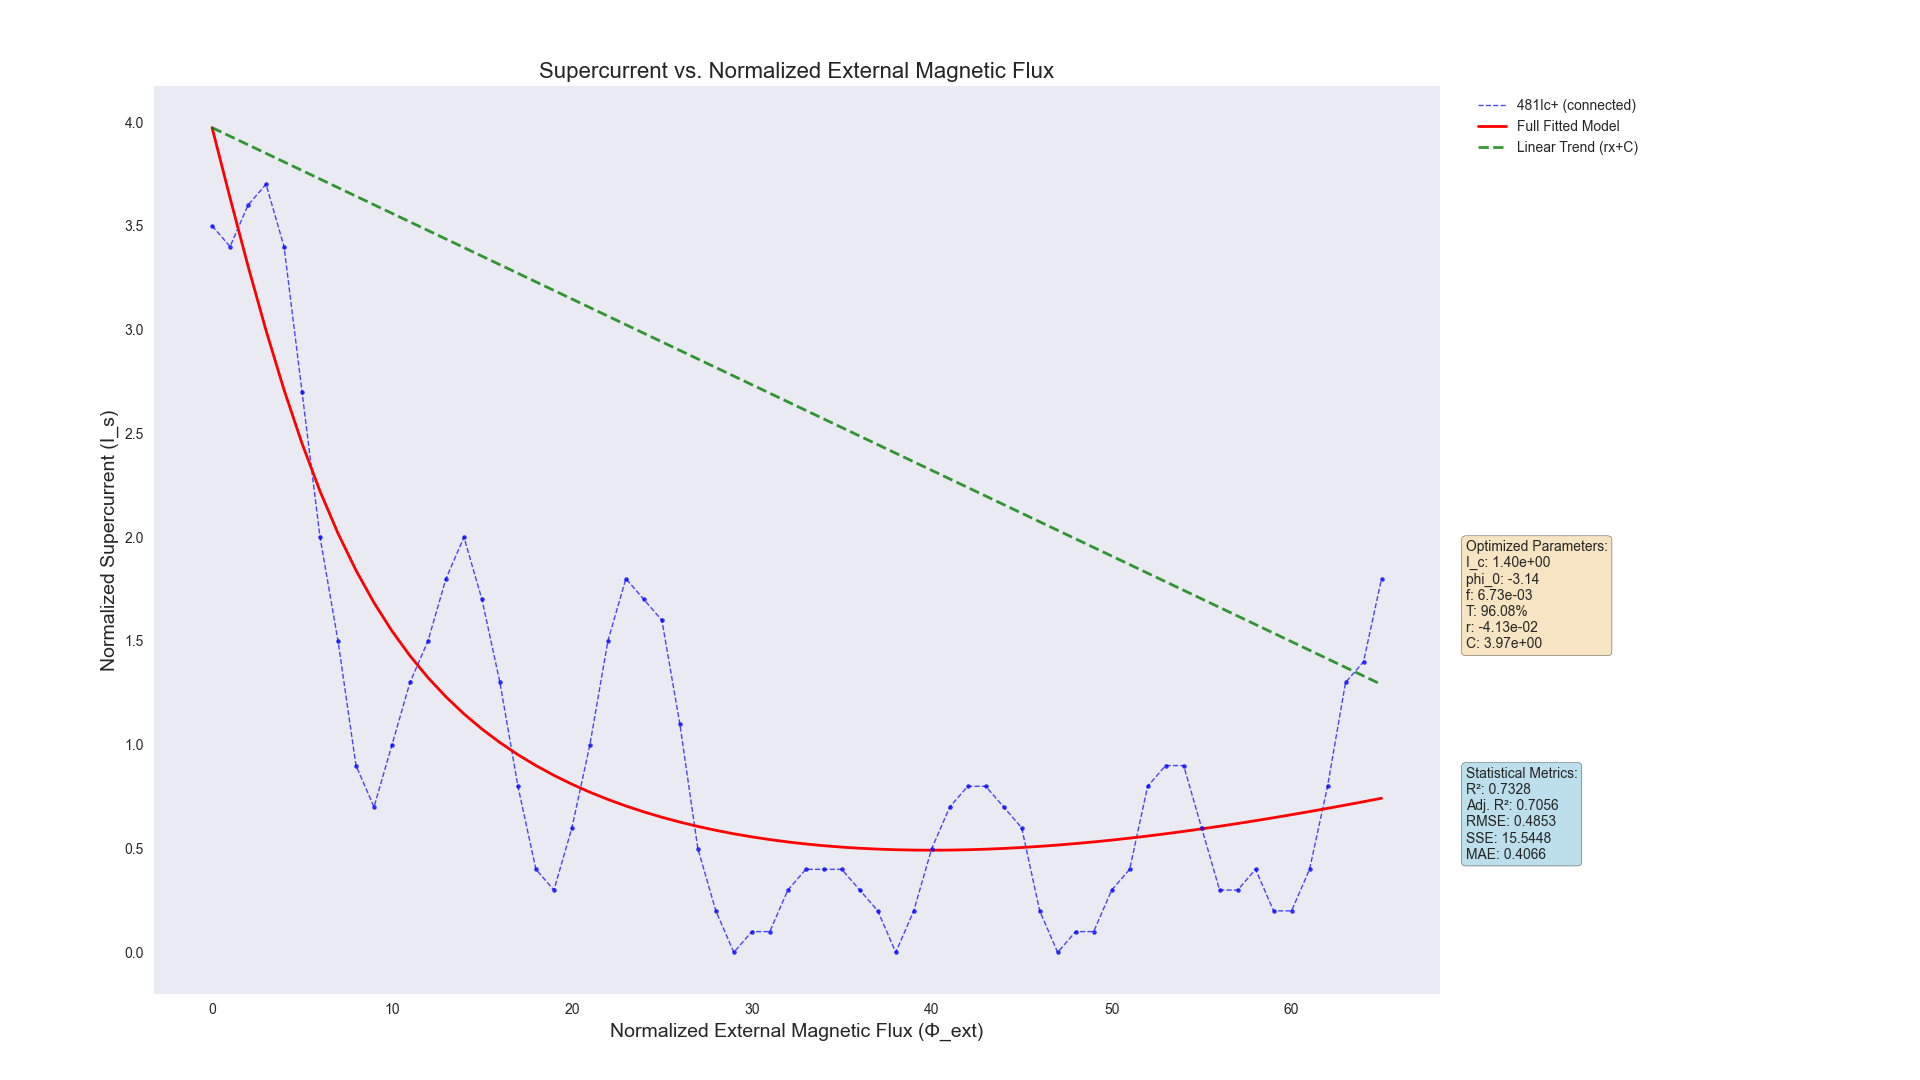 Supercurrent vs. Normalized External Magnetic Flux
4.0
3.5
3.0
2.5
2.0
1.5
1.0
0.5
0.0
Normalized Supercurrent (I_s)
0 10 20 30 40 50 60
Normalized External Magnetic Flux (Φ_ext)
481Ic+ (connected)
Full Fitted Model
Linear Trend (rx+C)
Optimized Parameters:
I_c: 1.40e+00
phi_0: -3.14
f: 6.73e-03
T: 96.08%
r: -4.13e-02
C: 3.97e+00
Statistical Metrics:
R²: 0.7328
Adj. R²: 0.7056
RMSE: 0.4853
SSE: 15.5448
MAE: 0.4066